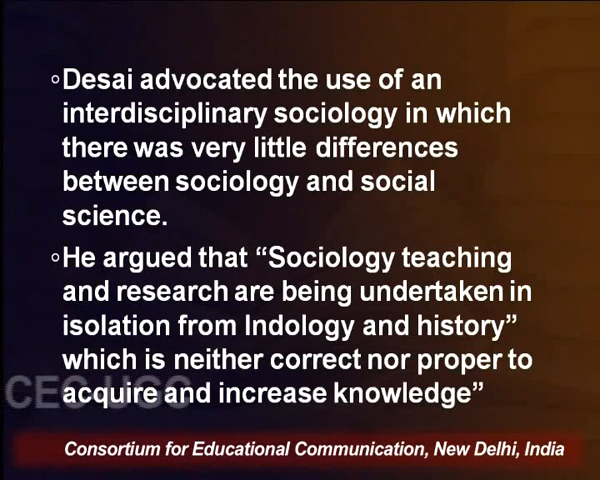 ◦Desai advocated the use of an
interdisciplinary sociology in which
there was very little differences
between sociology and social
science.
◦He argued that “Sociology teaching
and research are being undertaken in
isolation from Indology and history”
which is neither correct nor proper to
acquire and increase knowledge”
CEC-UGC
Consortium for Educational Communication, New Delhi, India